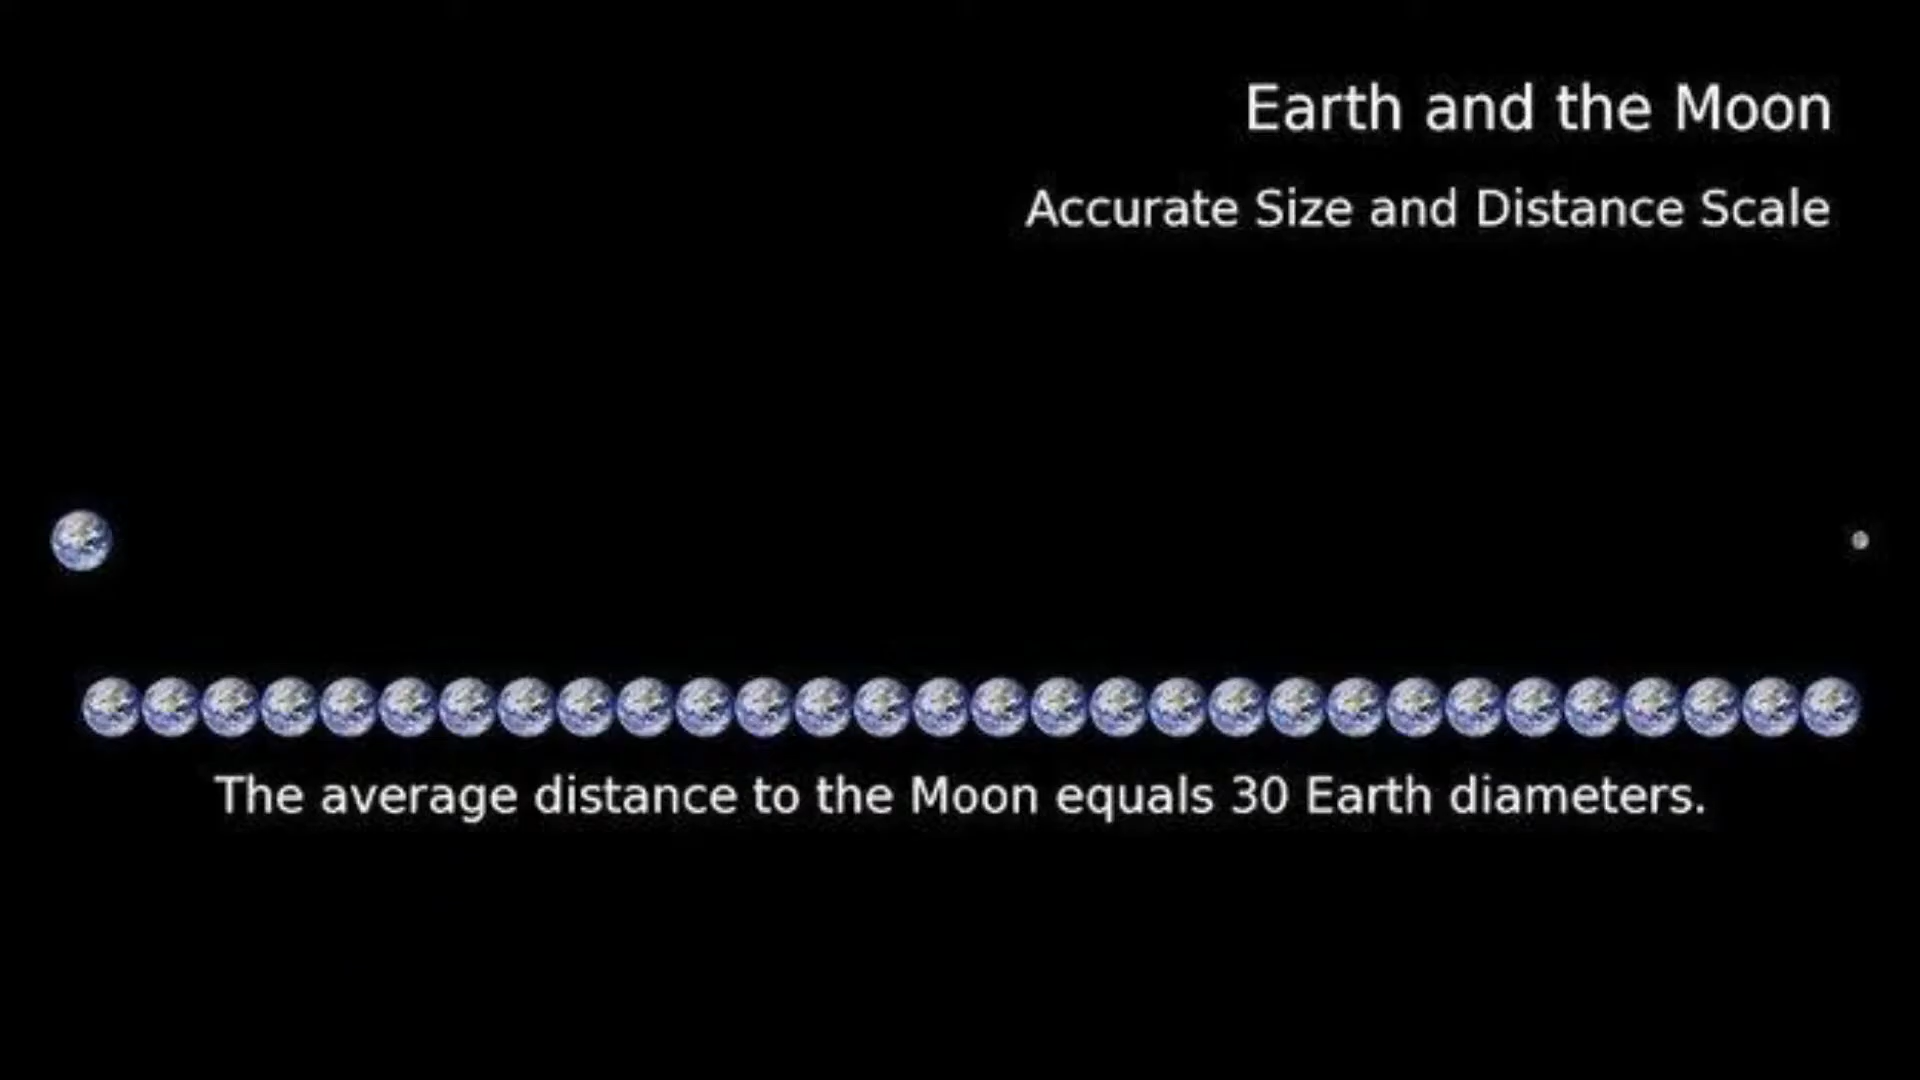 Earth and the Moon
Accurate Size and Distance Scale
The average distance to the Moon equals 30 Earth diameters.